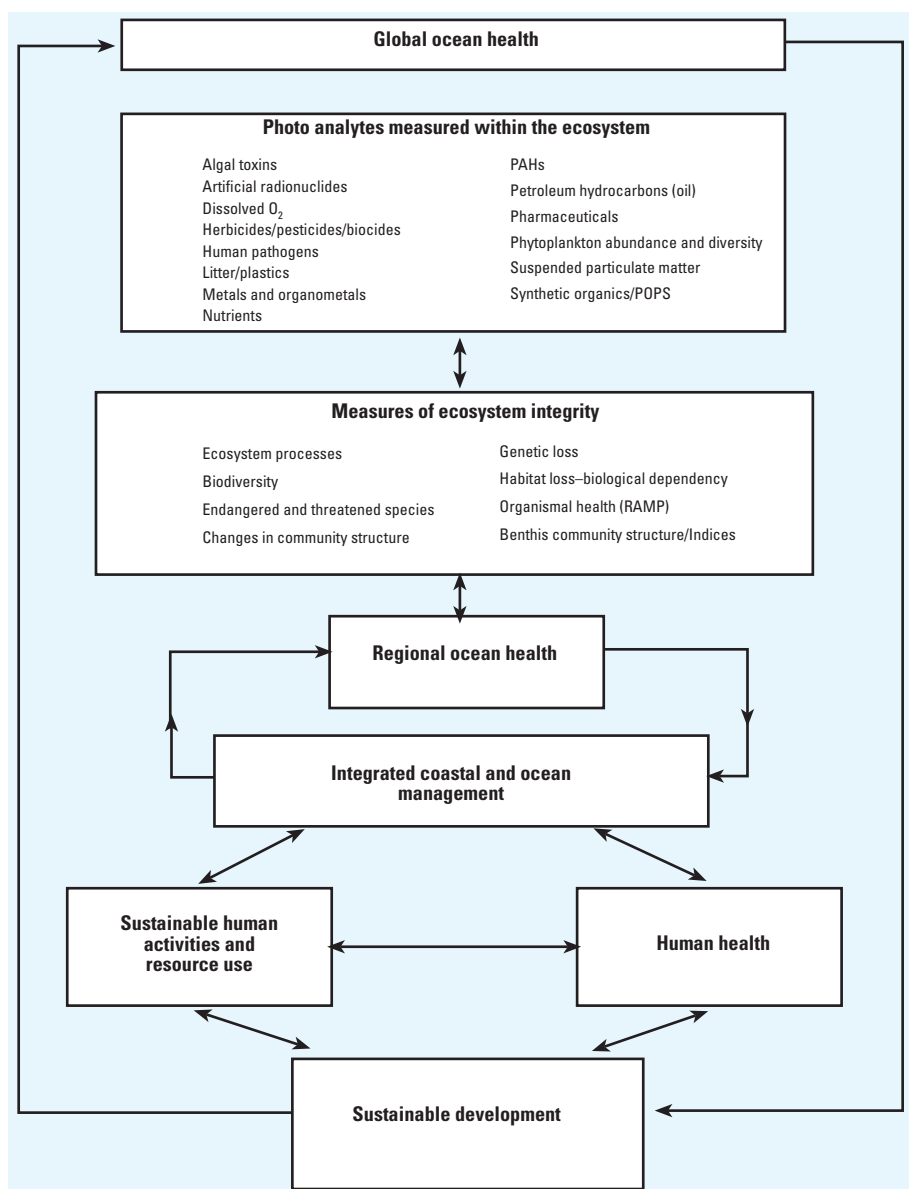 Global ocean health
Photo analytes measured within the ecosystem
Algal toxins
Artificial radionuclides
Dissolved O₂
Herbicides/pesticides/biocides
Human pathogens
Litter/plastics
Metals and organometals
Nutrients
PAHs
Petroleum hydrocarbons (oil)
Pharmaceuticals
Phytoplankton abundance and diversity
Suspended particulate matter
Synthetic organics/POPS
Measures of ecosystem integrity
Ecosystem processes
Biodiversity
Endangered and threatened species
Changes in community structure
Genetic loss
Habitat loss–biological dependency
Organismal health (RAMP)
Benthis community structure/Indices
Regional ocean health
Integrated coastal and ocean
management
Sustainable human
activities and
resource use
Human health
Sustainable development